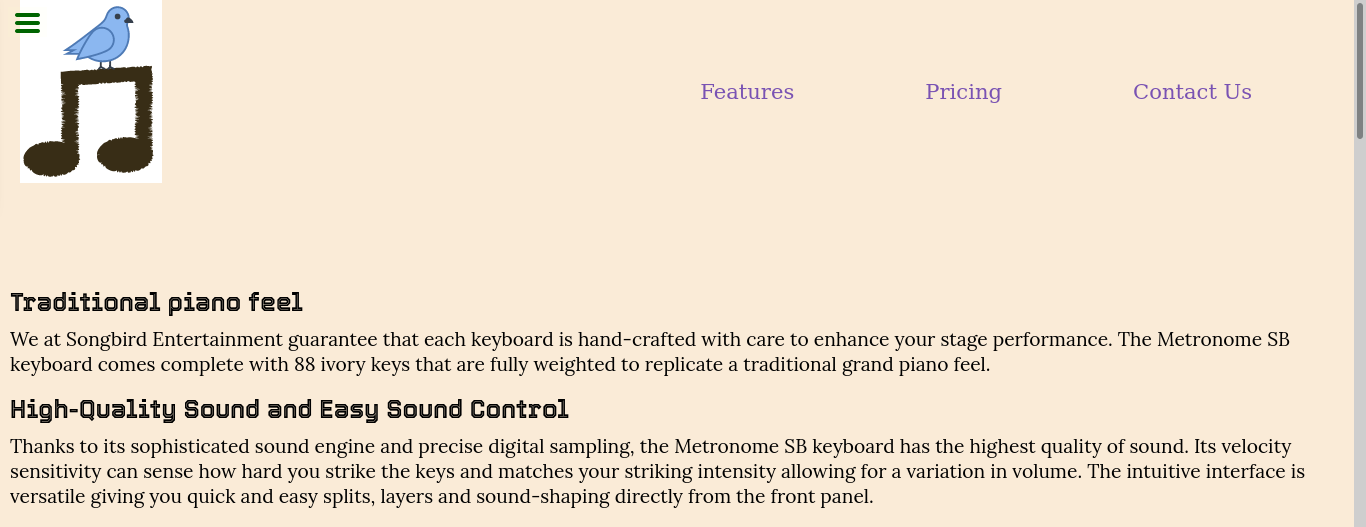 Features Pricing Contact Us
Traditional piano feel
We at Songbird Entertainment guarantee that each keyboard is hand-crafted with care to enhance your stage performance. The Metronome SB
keyboard comes complete with 88 ivory keys that are fully weighted to replicate a traditional grand piano feel.
High-Quality Sound and Easy Sound Control
Thanks to its sophisticated sound engine and precise digital sampling, the Metronome SB keyboard has the highest quality of sound. Its velocity
sensitivity can sense how hard you strike the keys and matches your striking intensity allowing for a variation in volume. The intuitive interface is
versatile giving you quick and easy splits, layers and sound-shaping directly from the front panel.